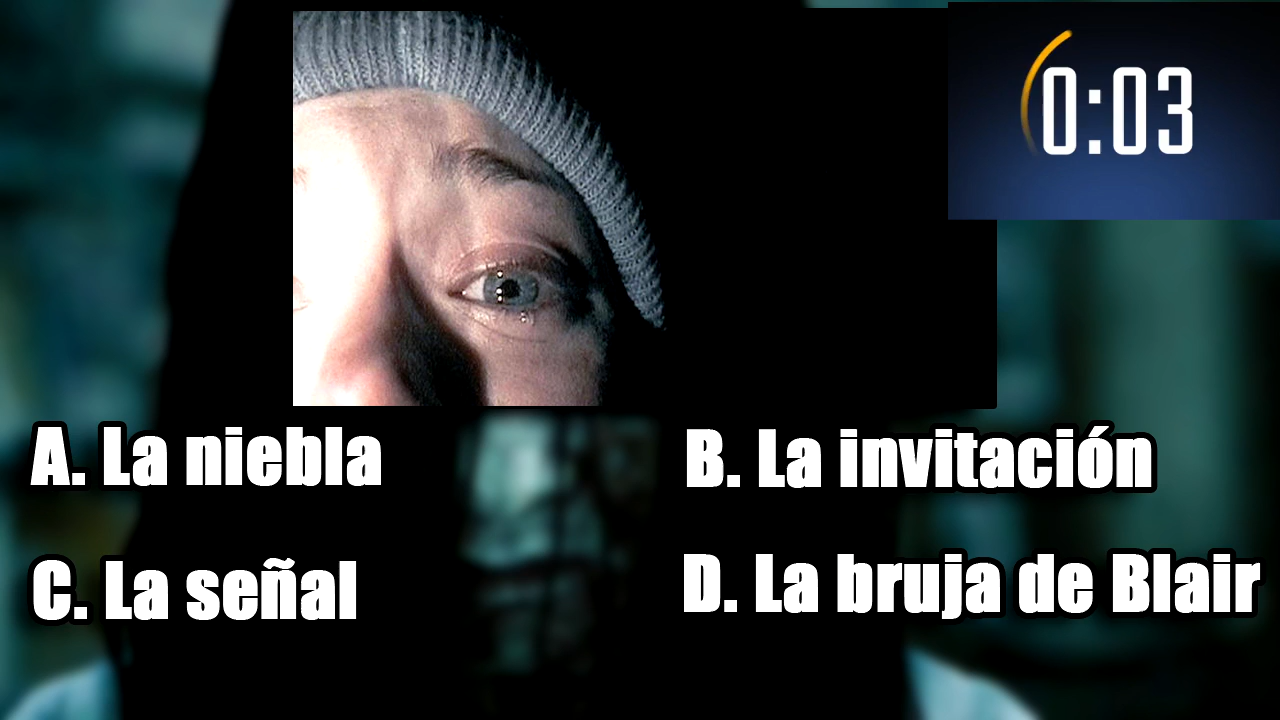 0:03
A. La niebla
B. La invitación
C. La señal
D. La bruja de Blair